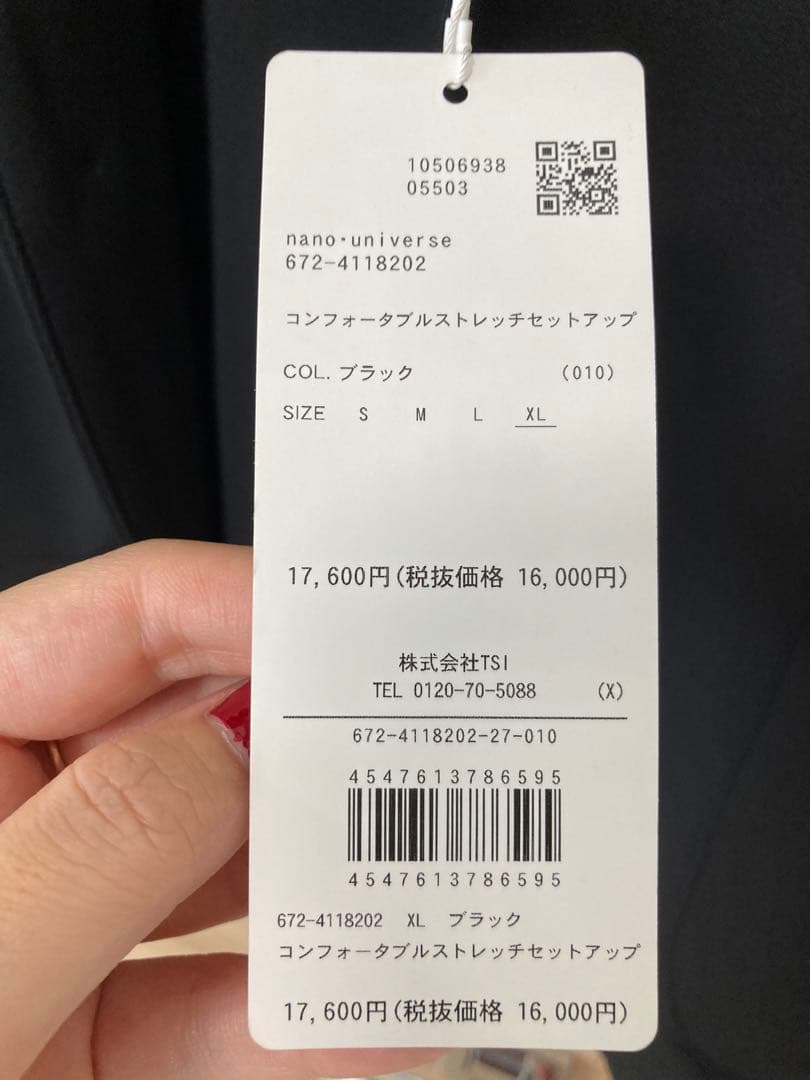 10506938
05503
nano・universe
672-4118202
コンフォータブルストレッチセットアップ
COL. ブラック (010)
SIZE S M L XL
17,600円(税抜価格 16,000円)
株式会社TSI
TEL 0120-70-5088 (X)
672-4118202-27-010
4547613786595
4547613786595
672-4118202 XL ブラック
コンフォータブルストレッチセットアップ
17,600円(税抜価格 16,000円)